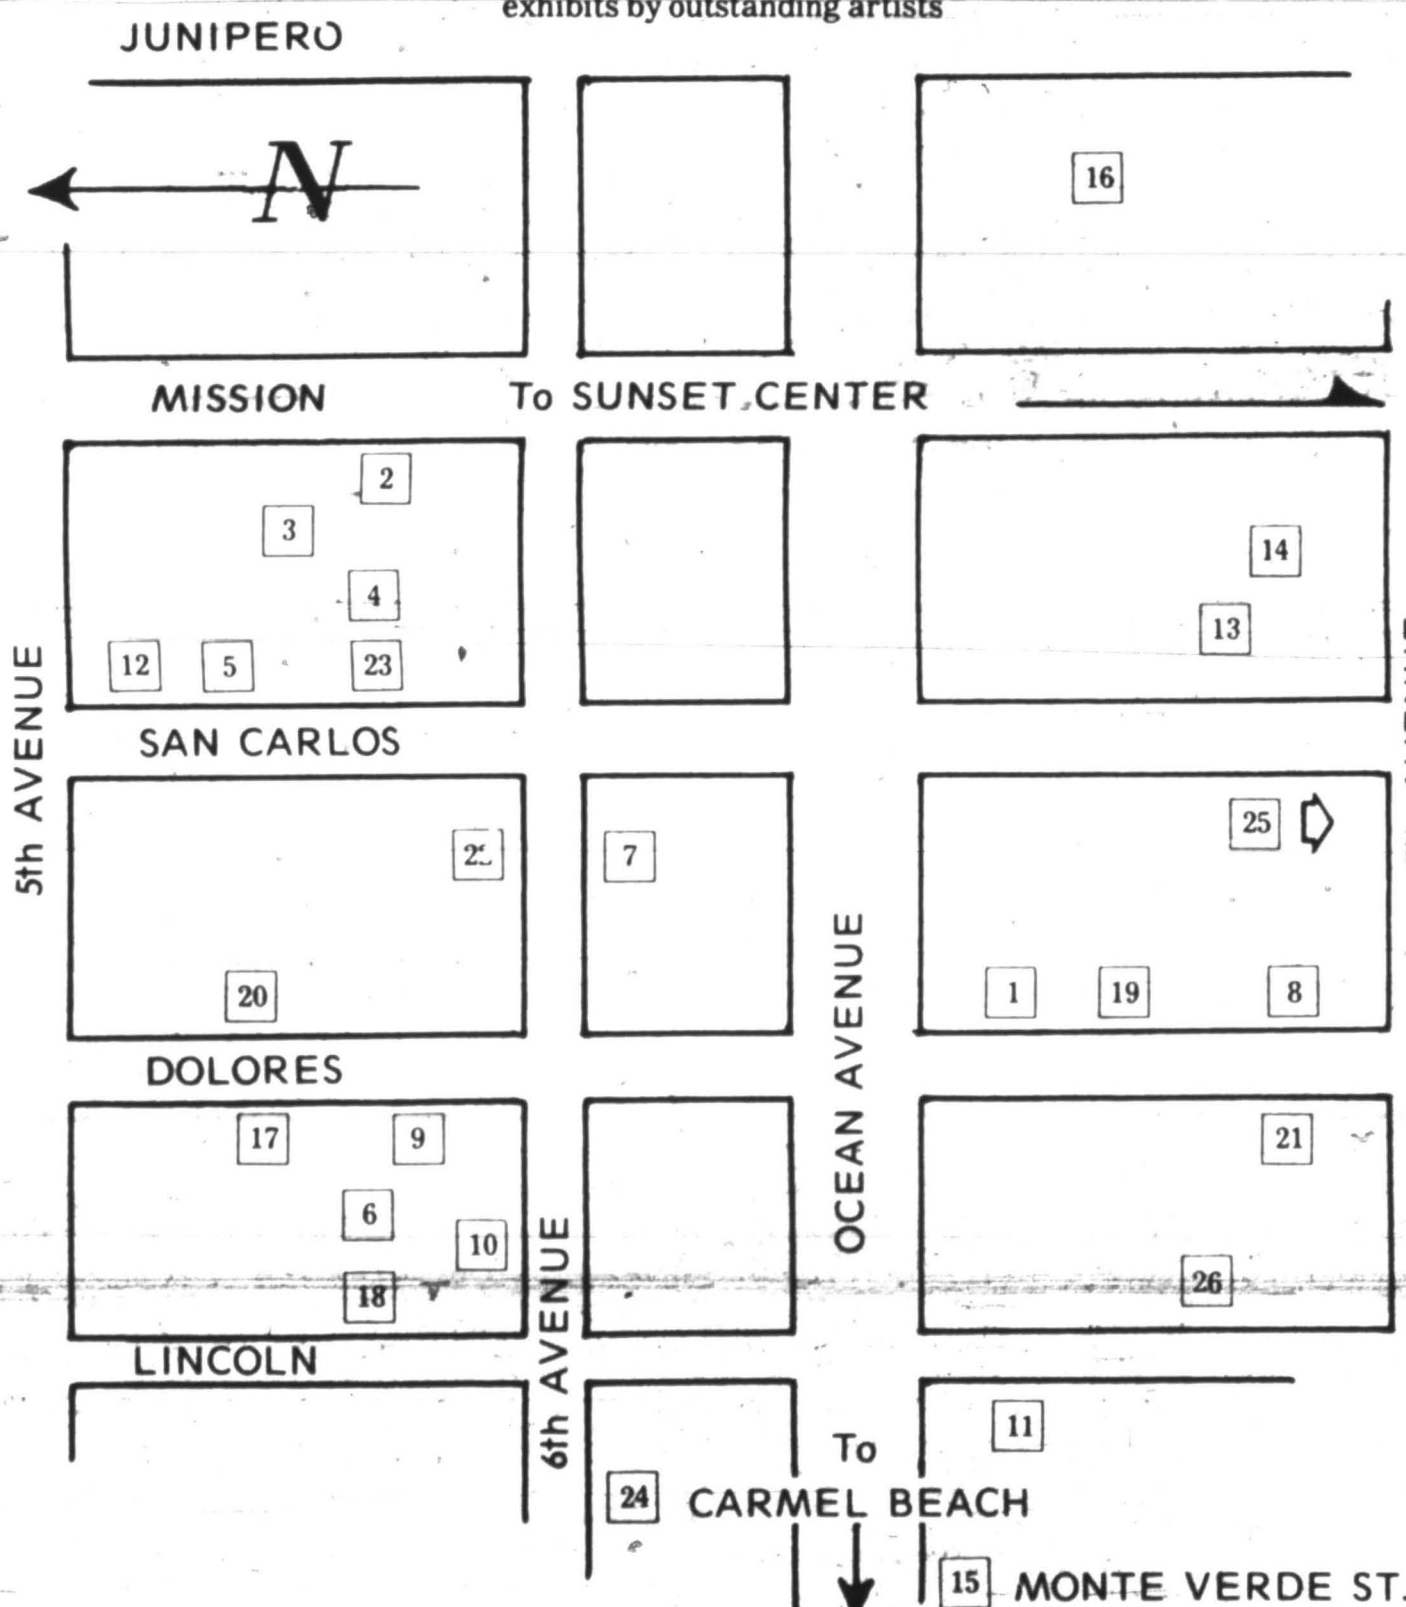 exhibits by outstanding artists
JUNIPERO
N
16
MISSION
To SUNSET CENTER
2
3
14
4
13
12
5
23
5th AVENUE
SAN CARLOS
25
7
20
1
19
8
OCEAN AVENUE
DOLORES
17
9
21
6
10
18
26
6th AVENUE
LINCOLN
11
To
24
CARMEL BEACH
15
MONTE VERDE ST.